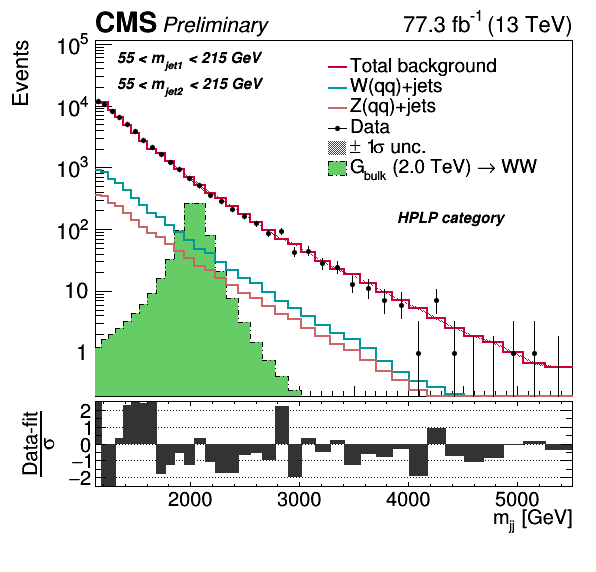 CMS Preliminary 77.3 fb⁻¹ (13 TeV)
Events
10⁵
10⁴
10³
10²
10
1
55 < m_jet1 < 215 GeV
55 < m_jet2 < 215 GeV
Total background
W(qq)+jets
Z(qq)+jets
Data
± 1σ unc.
G_bulk (2.0 TeV) → WW
HPLP category
Data-fit
σ
2
1
0
−1
−2
2000 3000 4000 5000
m_jj [GeV]